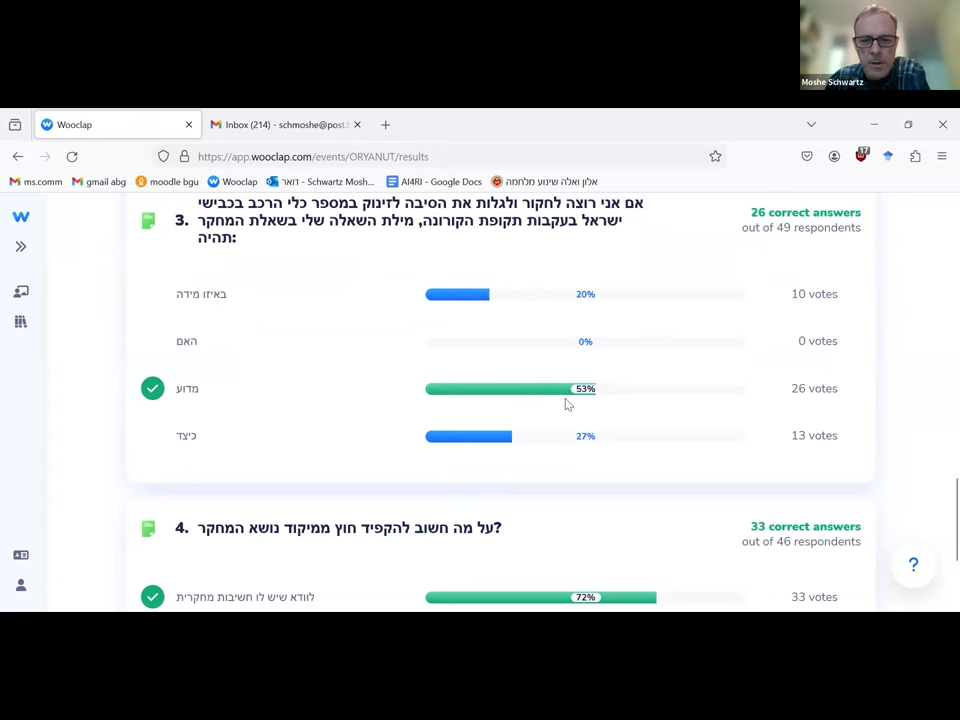 Moshe Schwartz
Wooclap
Inbox (214) - schmoshe@post.b
https://app.wooclap.com/events/ORYANUT/results
17
ms.comm
gmail abg
moodle bgu
Wooclap
דואר - Schwartz Mosh...
AI4RI - Google Docs
אלון ואלה שינוע מלחמה
3. אם אני רוצה לחקור ולגלות את הסיבה לזינוק במספר כלי הרכב בכבישי
ישראל בעקבות תקופת הקורונה, מילת השאלה שלי בשאלת המחקר
תהיה:
26 correct answers
out of 49 respondents
באיזו מידה 20% 10 votes
האם 0% 0 votes
מדוע 53% 26 votes
כיצד 27% 13 votes
4. על מה חשוב להקפיד חוץ ממיקוד נושא המחקר?
33 correct answers
out of 46 respondents
לוודא שיש לו חשיבות מחקרית 72% 33 votes
?